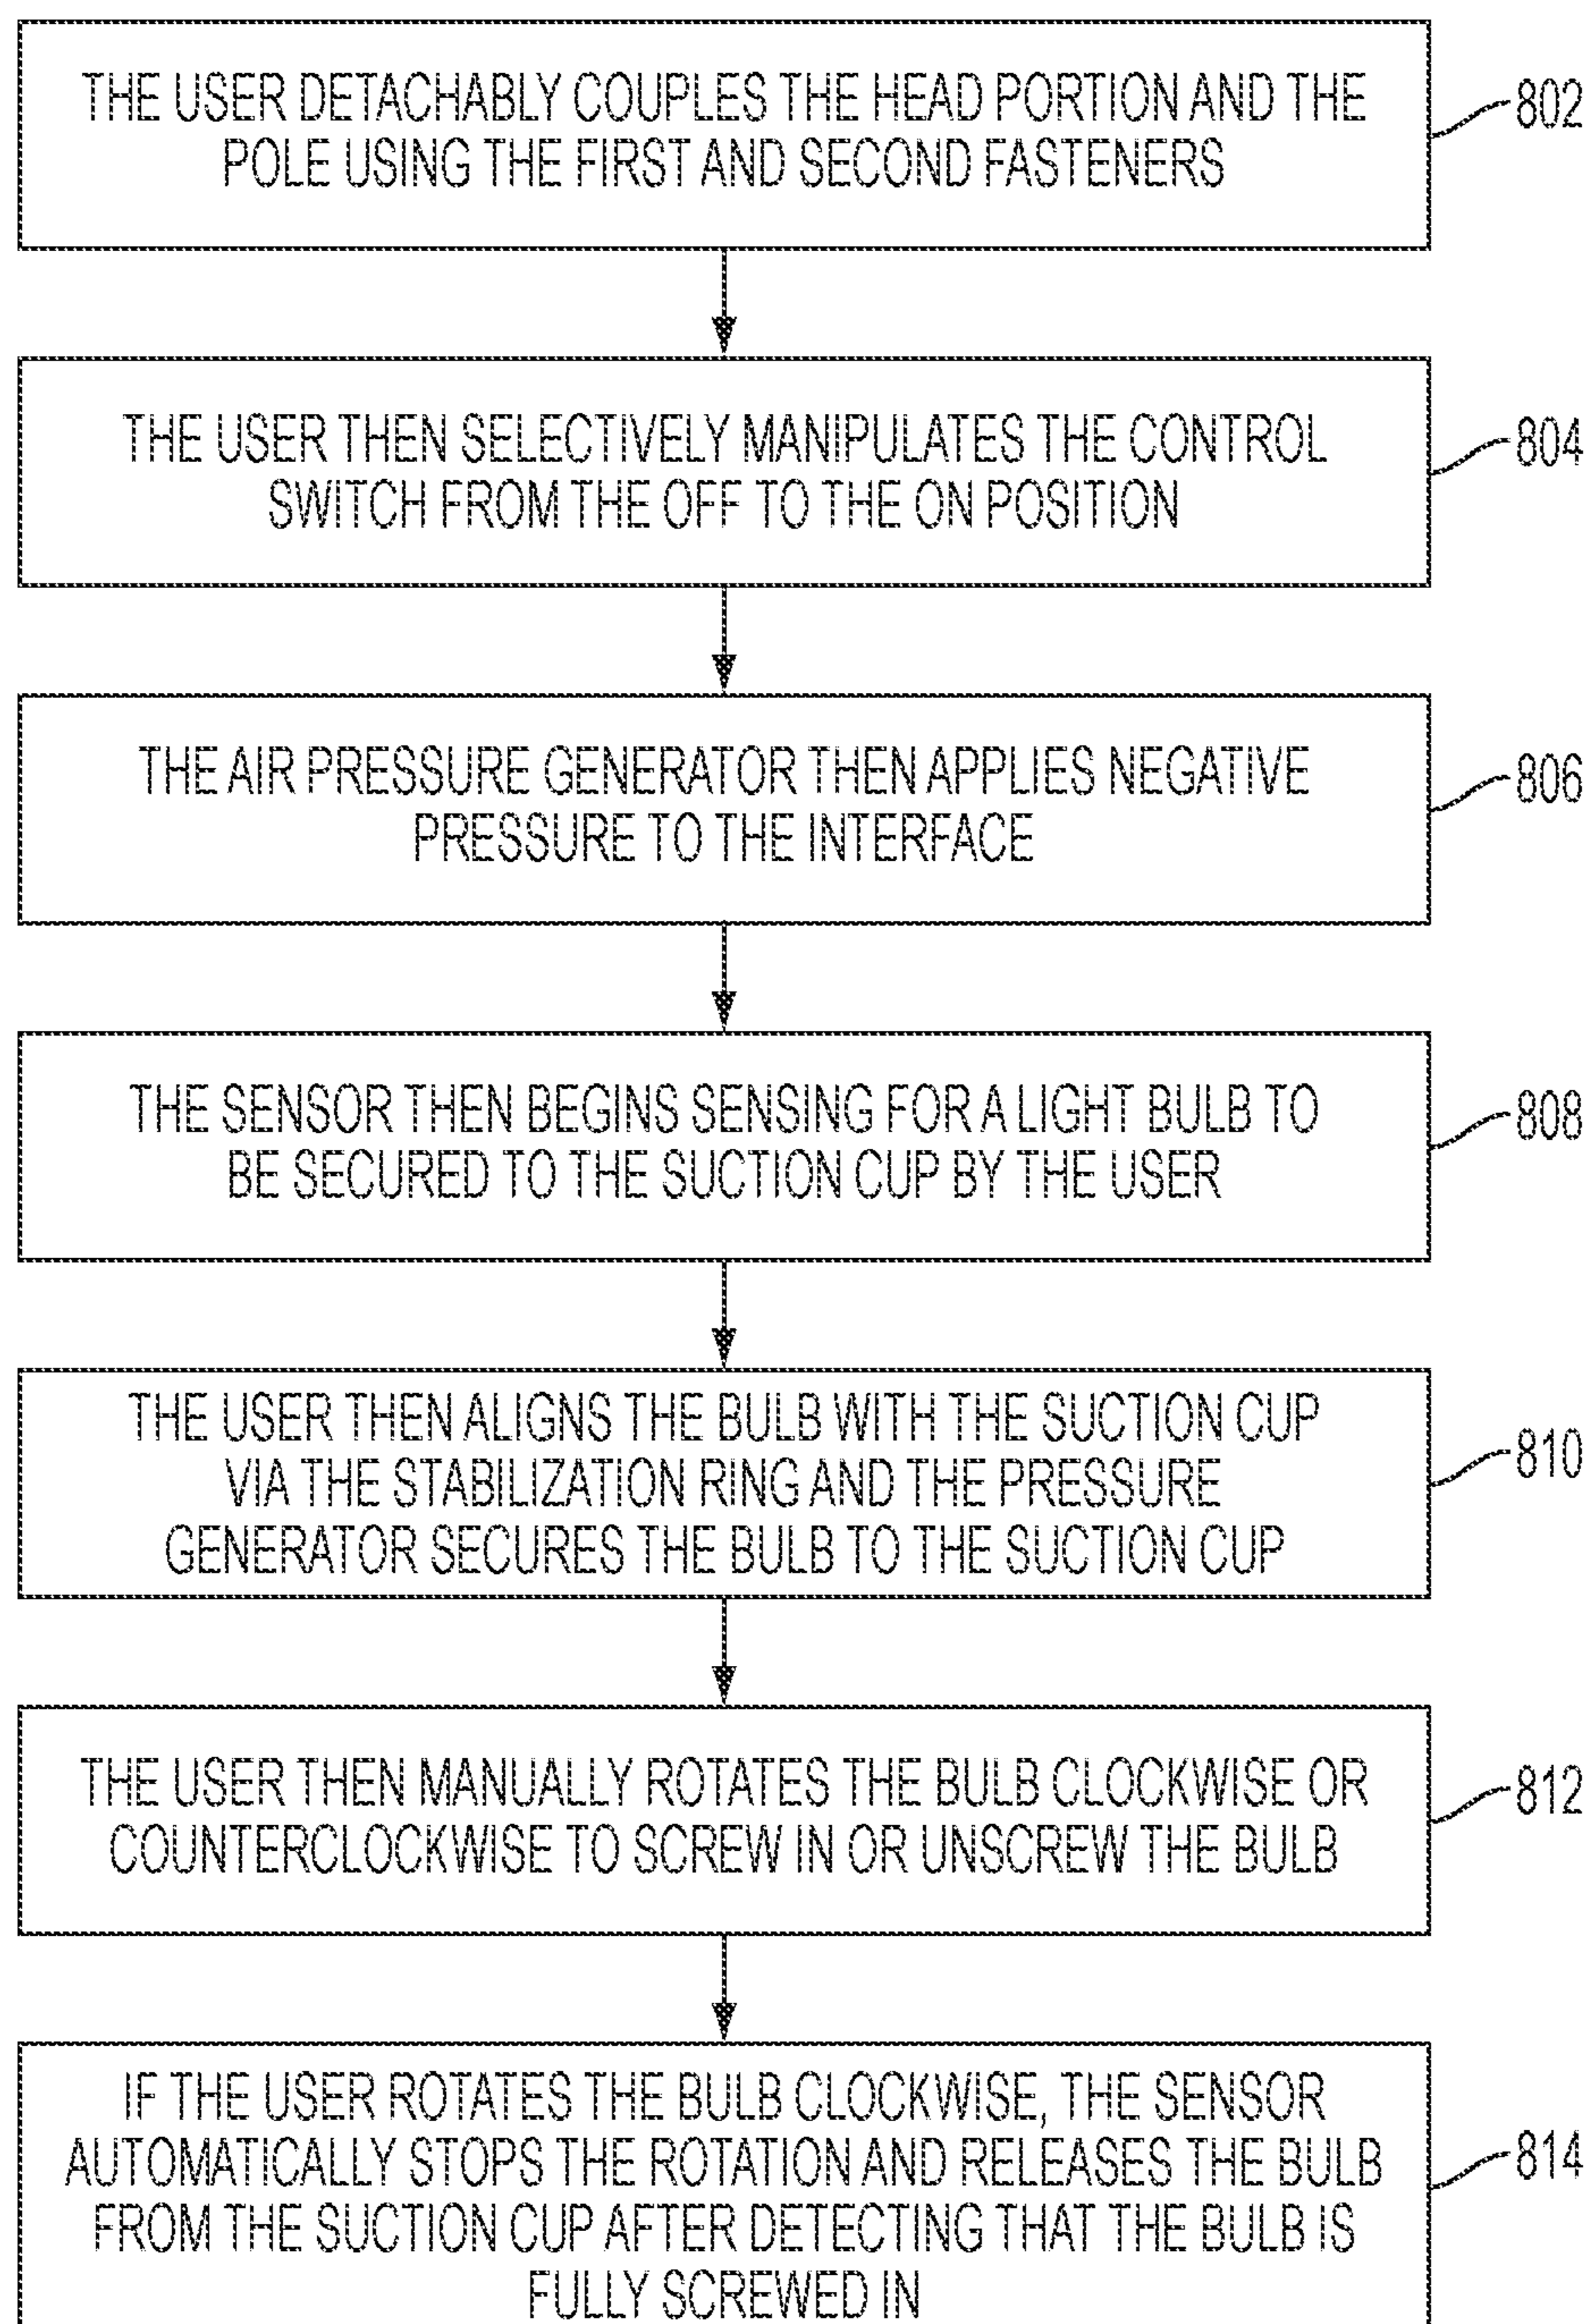 THE USER DETACHABLY COUPLES THE HEAD PORTION AND THE
POLE USING THE FIRST AND SECOND FASTENERS
802
THE USER THEN SELECTIVELY MANIPULATES THE CONTROL
SWITCH FROM THE OFF TO THE ON POSITION
804
THE AIR PRESSURE GENERATOR THEN APPLIES NEGATIVE
PRESSURE TO THE INTERFACE
806
THE SENSOR THEN BEGINS SENSING FOR A LIGHT BULB TO
BE SECURED TO THE SUCTION CUP BY THE USER
808
THE USER THEN ALIGNS THE BULB WITH THE SUCTION CUP
VIA THE STABILIZATION RING AND THE PRESSURE
GENERATOR SECURES THE BULB TO THE SUCTION CUP
810
THE USER THEN MANUALLY ROTATES THE BULB CLOCKWISE OR
COUNTERCLOCKWISE TO SCREW IN OR UNSCREW THE BULB
812
IF THE USER ROTATES THE BULB CLOCKWISE, THE SENSOR
AUTOMATICALLY STOPS THE ROTATION AND RELEASES THE BULB
FROM THE SUCTION CUP AFTER DETECTING THAT THE BULB IS
FULLY SCREWED IN
814